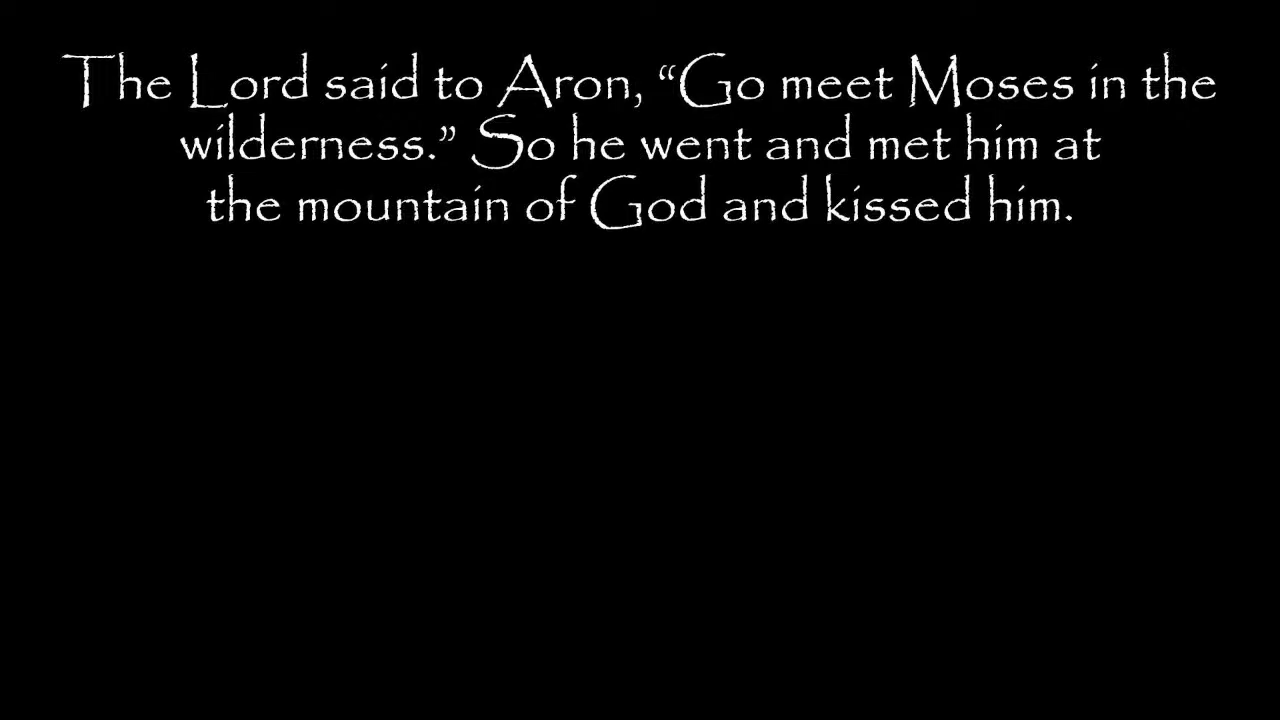 The Lord said to Aron, “Go meet Moses in the
wilderness.” So he went and met him at
the mountain of God and kissed him.